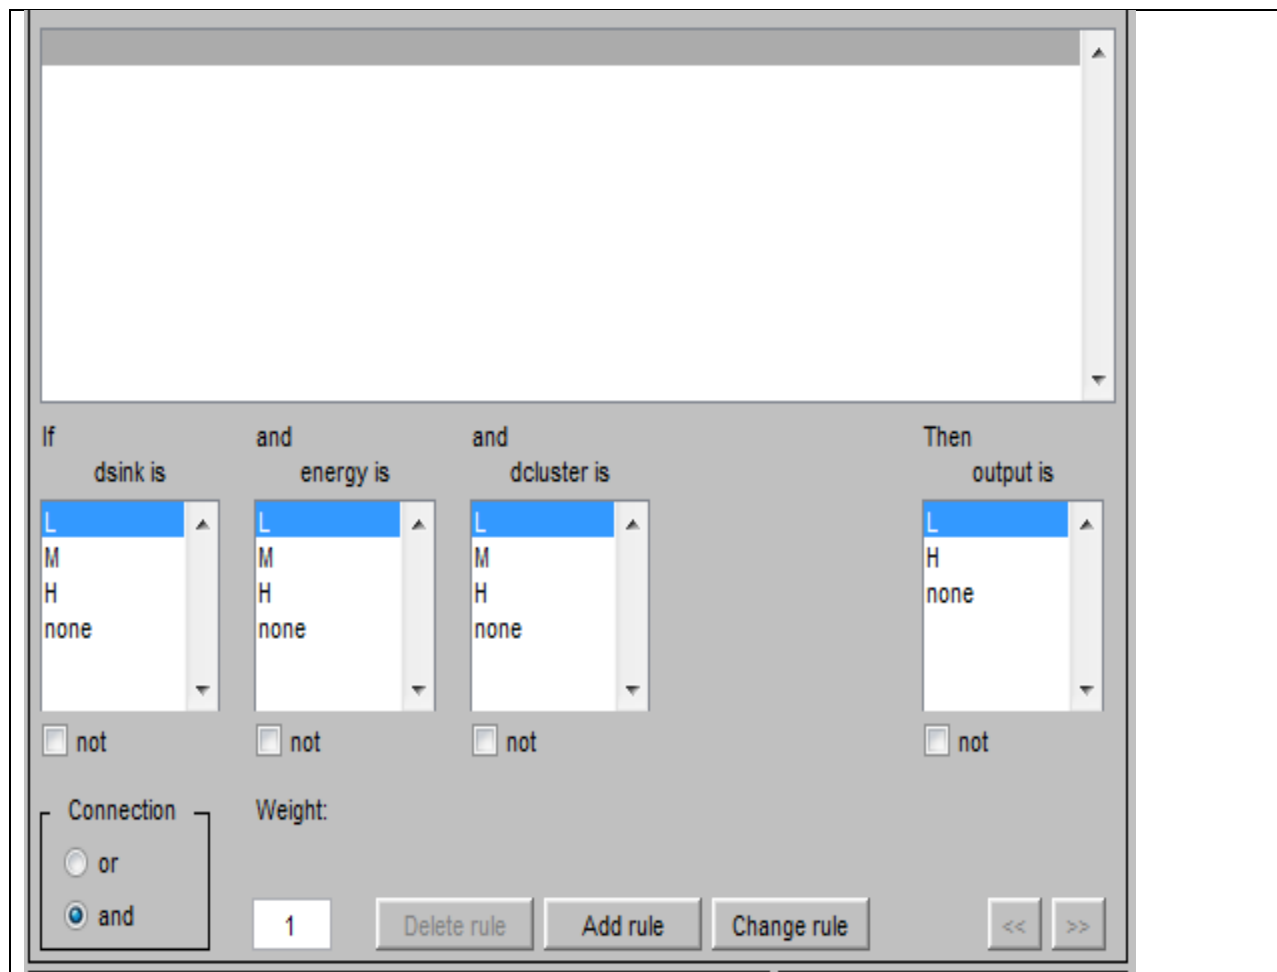 If and and Then
dsink is energy is dcluster is output is
L L L L
M M M H
H H H none
none none none
not not not not
Connection Weight:
or
and 1 Delete rule Add rule Change rule << >>